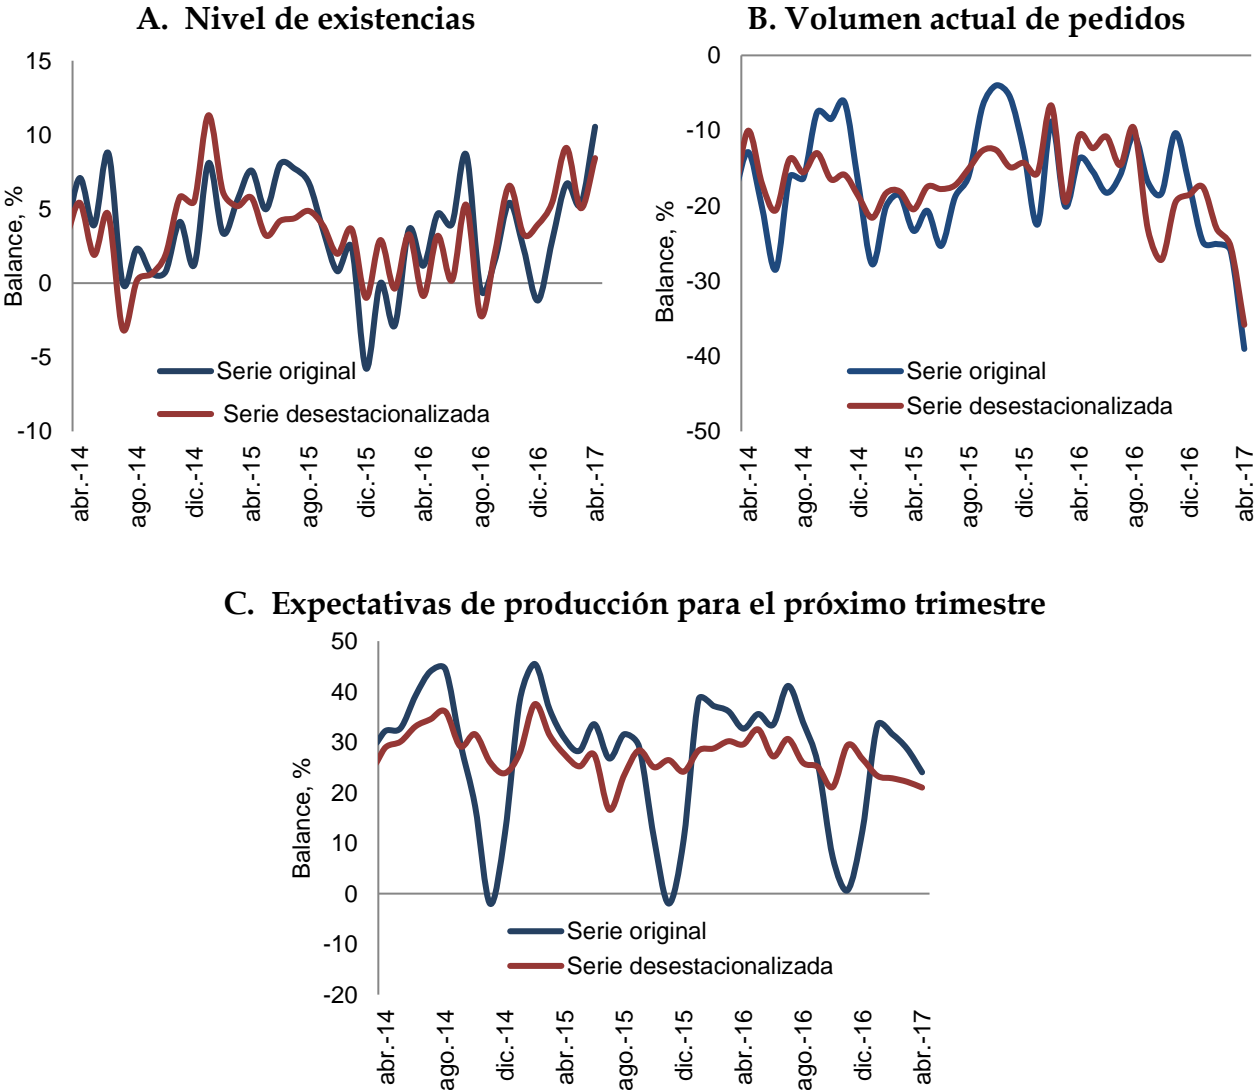 A. Nivel de existencias
Balance, %
15
10
5
0
-5
-10
Serie original
Serie desestacionalizada
abr.-14
ago.-14
dic.-14
abr.-15
ago.-15
dic.-15
abr.-16
ago.-16
dic.-16
abr.-17
B. Volumen actual de pedidos
Balance, %
-0
-10
-20
-30
-40
-50
Serie original
Serie desestacionalizada
abr.-14
ago.-14
dic.-14
abr.-15
ago.-15
dic.-15
abr.-16
ago.-16
dic.-16
abr.-17
C. Expectativas de producción para el próximo trimestre
Balance, %
50
40
30
20
10
0
-10
-20
Serie original
Serie desestacionalizada
abr.-14
ago.-14
dic.-14
abr.-15
ago.-15
dic.-15
abr.-16
ago.-16
dic.-16
abr.-17